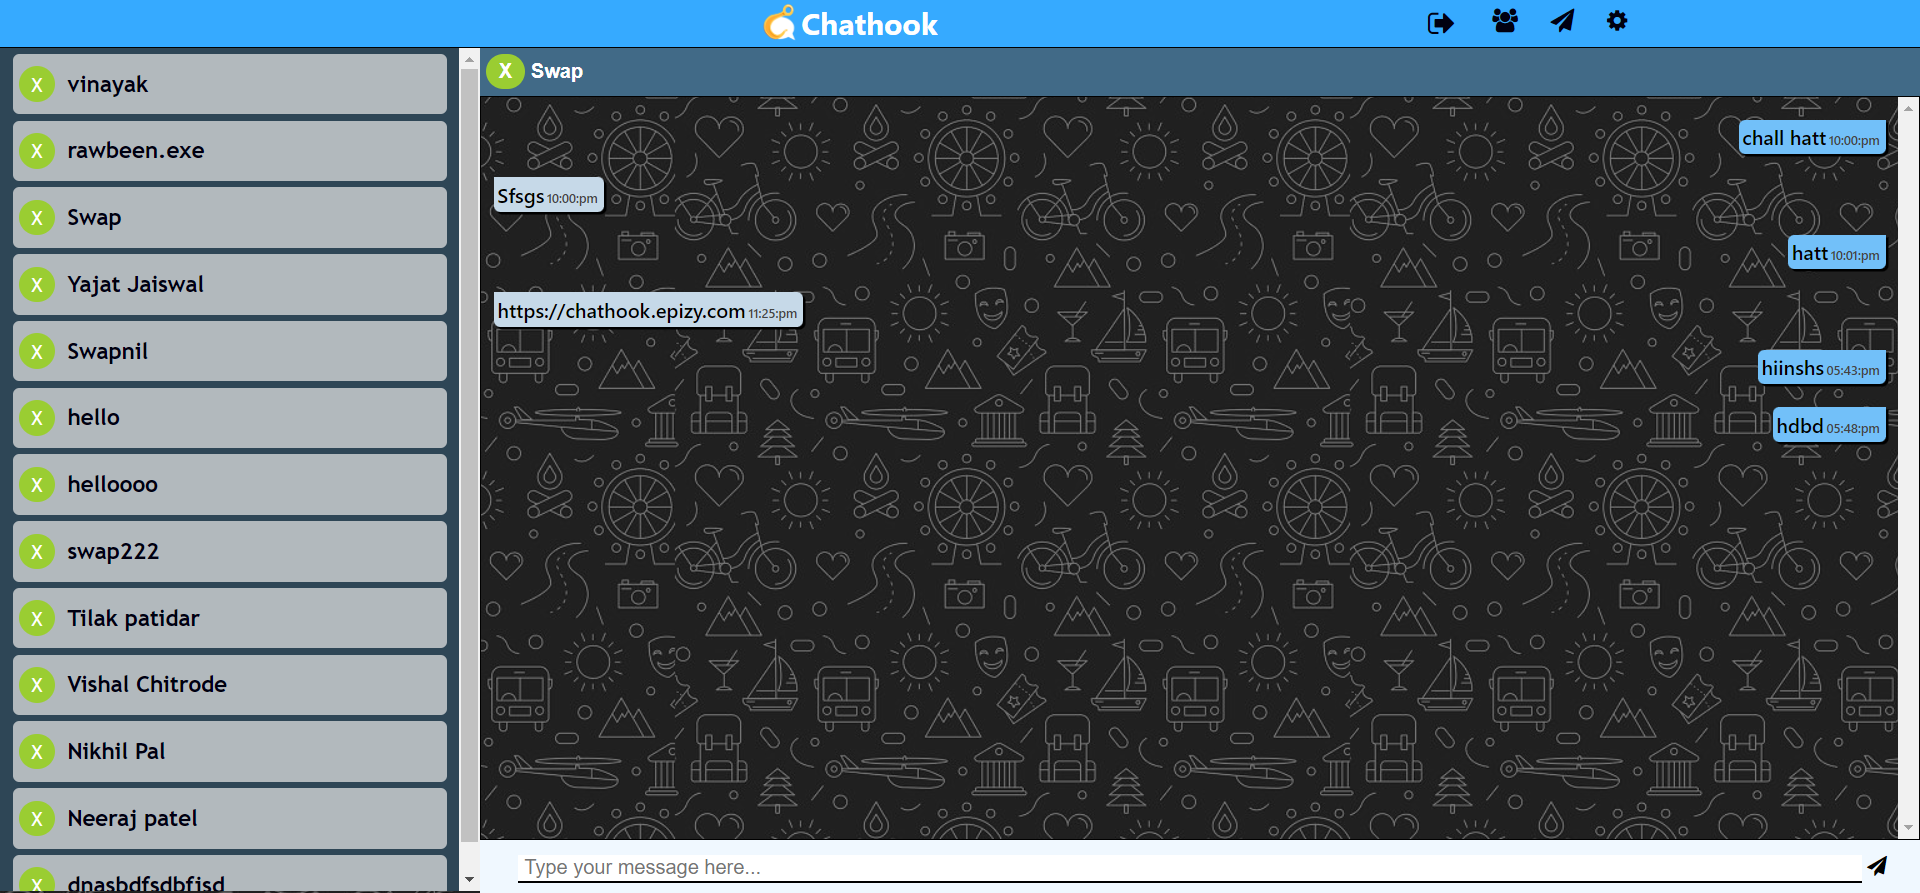 Chathook
X vinayak
X rawbeen.exe
X Swap
X Yajat Jaiswal
X Swapnil
X hello
X helloooo
X swap222
X Tilak patidar
X Vishal Chitrode
X Nikhil Pal
X Neeraj patel
X dnasbdfsdbfisd
X Swap
chall hatt 10:00:pm
Sfsgs 10:00:pm
hatt 10:01:pm
https://chathook.epizy.com 11:25:pm
hiinshs 05:43:pm
hdbd 05:48:pm
Type your message here...